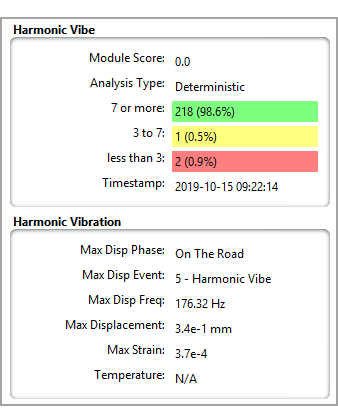 Harmonic Vibe
Module Score: 0.0
Analysis Type: Deterministic
7 or more: 218 (98.6%)
3 to 7: 1 (0.5%)
less than 3: 2 (0.9%)
Timestamp: 2019-10-15 09:22:14
Harmonic Vibration
Max Disp Phase: On The Road
Max Disp Event: 5 - Harmonic Vibe
Max Disp Freq: 176.32 Hz
Max Displacement: 3.4e-1 mm
Max Strain: 3.7e-4
Temperature: N/A